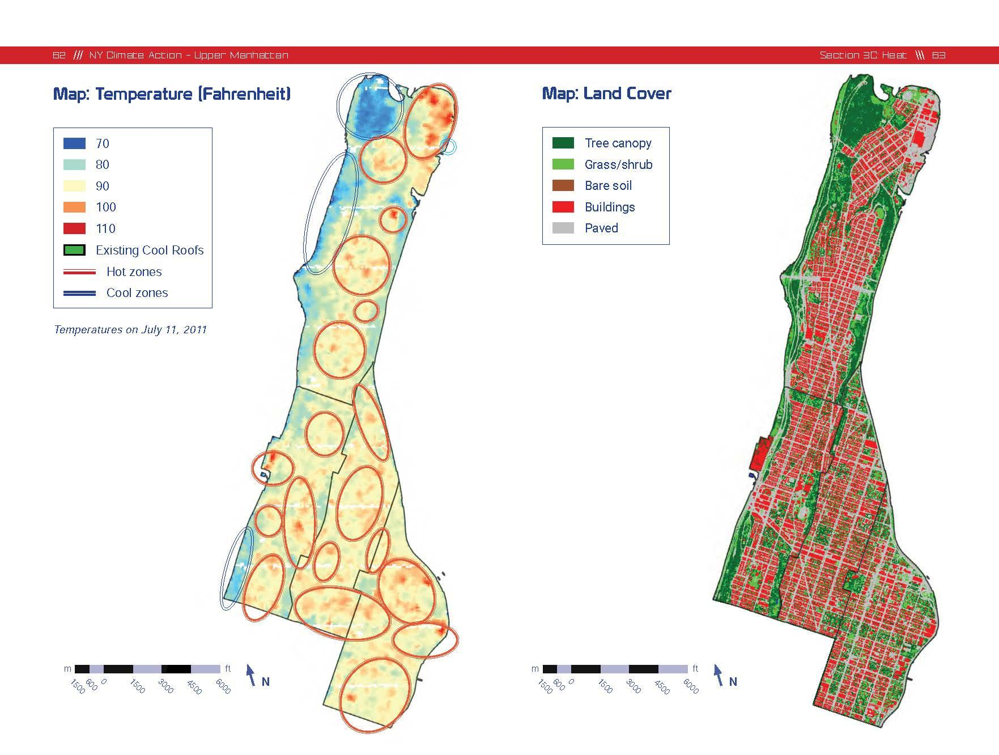 62 /// NY Climate Action – Upper Manhattan
Section 3C: Heat \\\ 63
Map: Temperature (Fahrenheit)
70
80
90
100
110
Existing Cool Roofs
Hot zones
Cool zones
Temperatures on July 11, 2011
m
ft
1500 600 0 1500 3000 4500 6000
N
Map: Land Cover
Tree canopy
Grass/shrub
Bare soil
Buildings
Paved
m
ft
1500 600 0 1500 3000 4500 6000
N